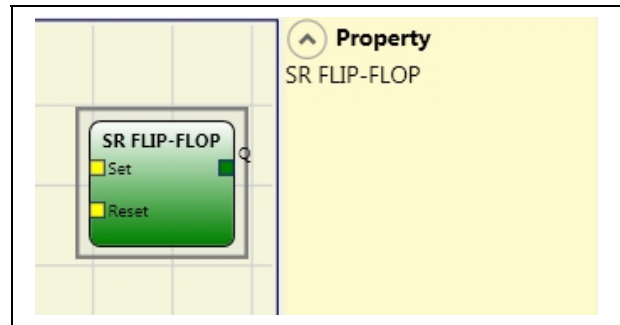 SR FLIP-FLOP
Set
Q
Reset
Property
SR FLIP-FLOP